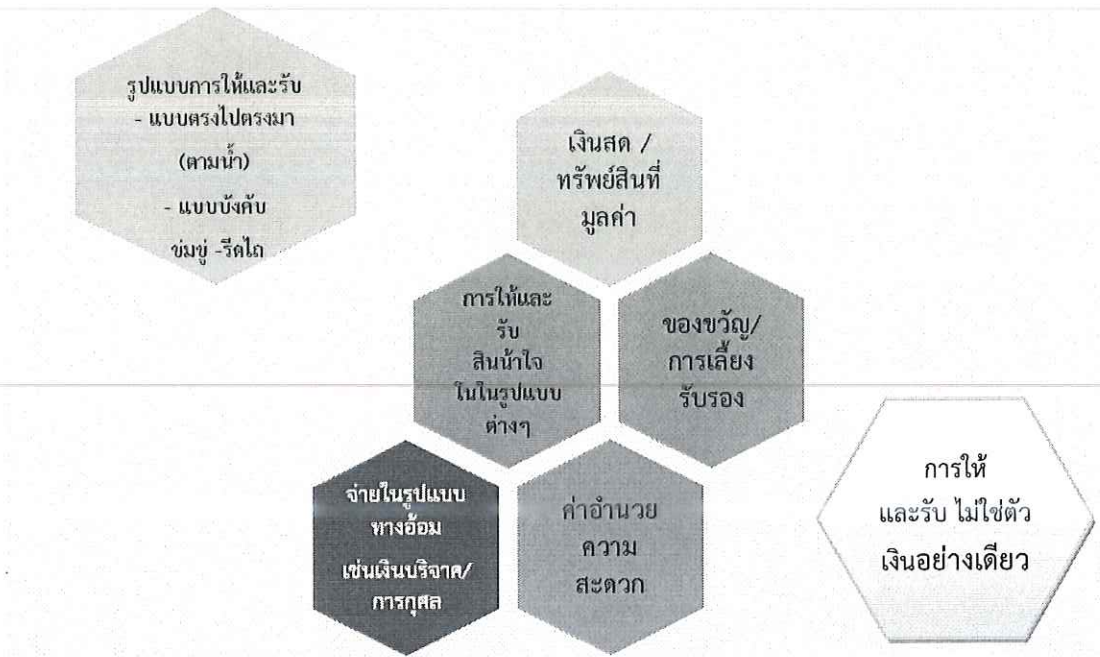 รูปแบบการให้และรับ
- แบบตรงไปตรงมา
(ตามน้ำ)
- แบบบังคับ
ข่มขู่ -รีดไถ
เงินสด /
ทรัพย์สินที่
มูลค่า
การให้และ
รับ
สินน้ำใจ
ในในรูปแบบ
ต่างๆ
ของขวัญ/
การเลี้ยง
รับรอง
จ่ายในรูปแบบ
ทางอ้อม
เช่นเงินบริจาค/
การกุศล
ค่าอำนวย
ความ
สะดวก
การให้
และรับ ไม่ใช่ตัว
เงินอย่างเดียว